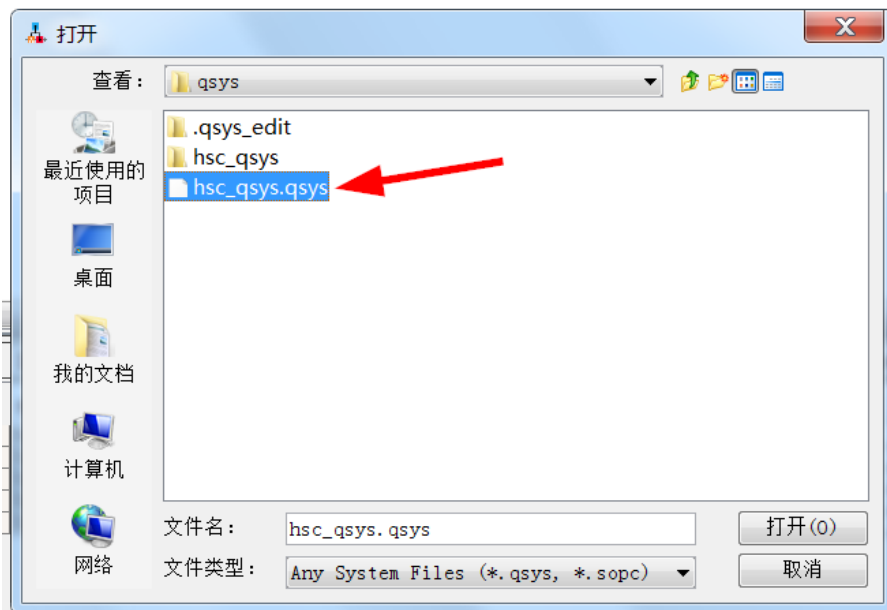 打开
查看： qsys
.qsys_edit
hsc_qsys
hsc_qsys.qsys
最近使用的
项目
桌面
我的文档
计算机
网络
文件名： hsc_qsys.qsys 打开(O)
文件类型： Any System Files (*.qsys, *.sopc) 取消